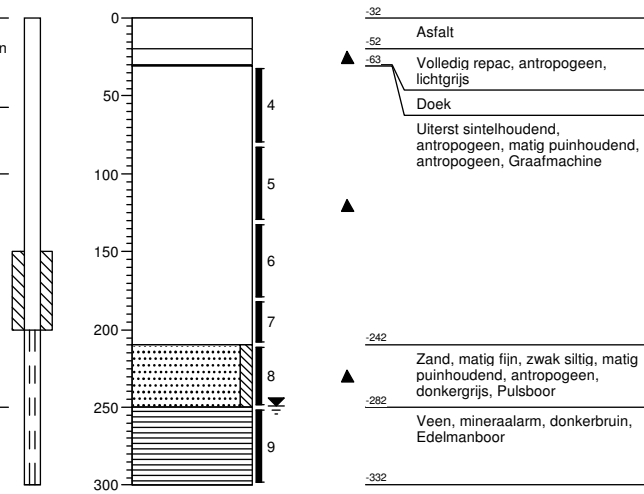 n
0
50
100
150
200
250
300
4
5
6
7
8
9
-32
Asfalt
-52
Volledig repac, antropogeen,
lichtgrijs
-63
Doek
Uiterst sintelhoudend,
antropogeen, matig puinhoudend,
antropogeen, Graafmachine
-242
Zand, matig fijn, zwak siltig, matig
puinhoudend, antropogeen,
donkergrijs, Pulsboor
-282
Veen, mineraalarm, donkerbruin,
Edelmanboor
-332